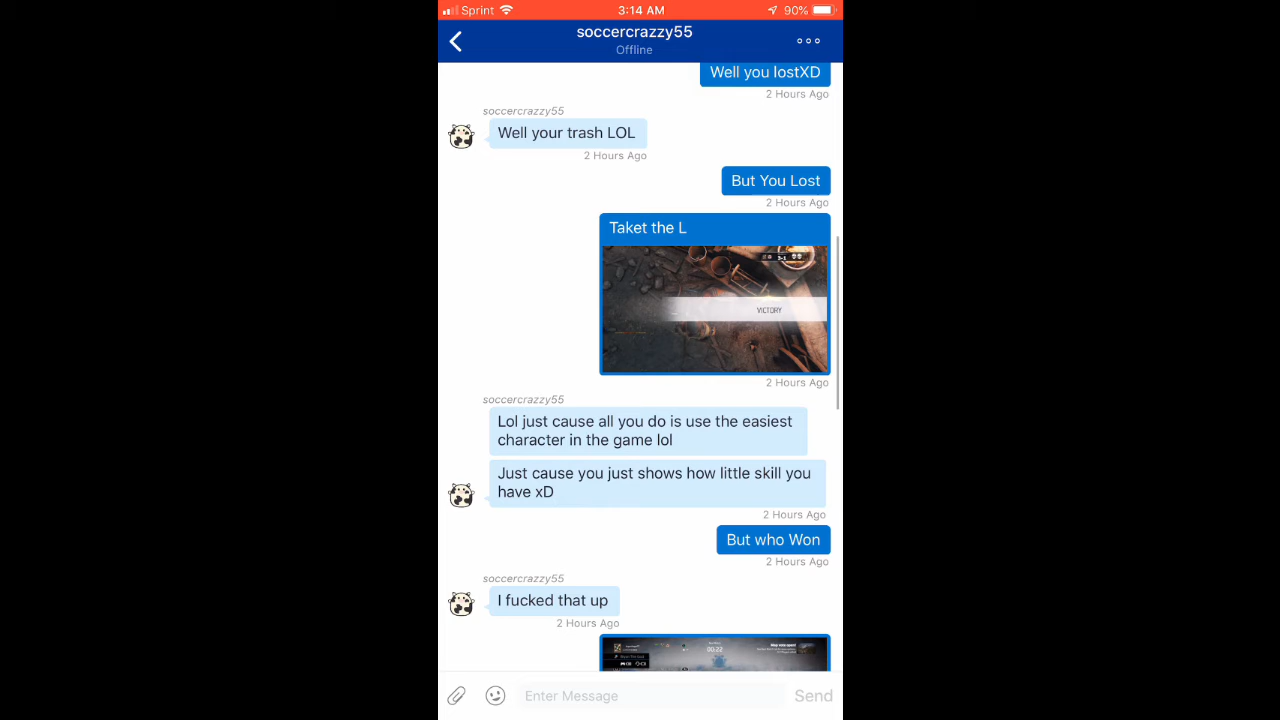 Sprint 3:14 AM 90%
soccercrazzy55
Offline
Well you lostXD
2 Hours Ago
soccercrazzy55
Well your trash LOL
2 Hours Ago
But You Lost
2 Hours Ago
Taket the L
3-1
VICTORY
2 Hours Ago
soccercrazzy55
Lol just cause all you do is use the easiest
character in the game lol
Just cause you just shows how little skill you
have xD
2 Hours Ago
But who Won
2 Hours Ago
soccercrazzy55
I fucked that up
2 Hours Ago
00:22
Enter Message Send